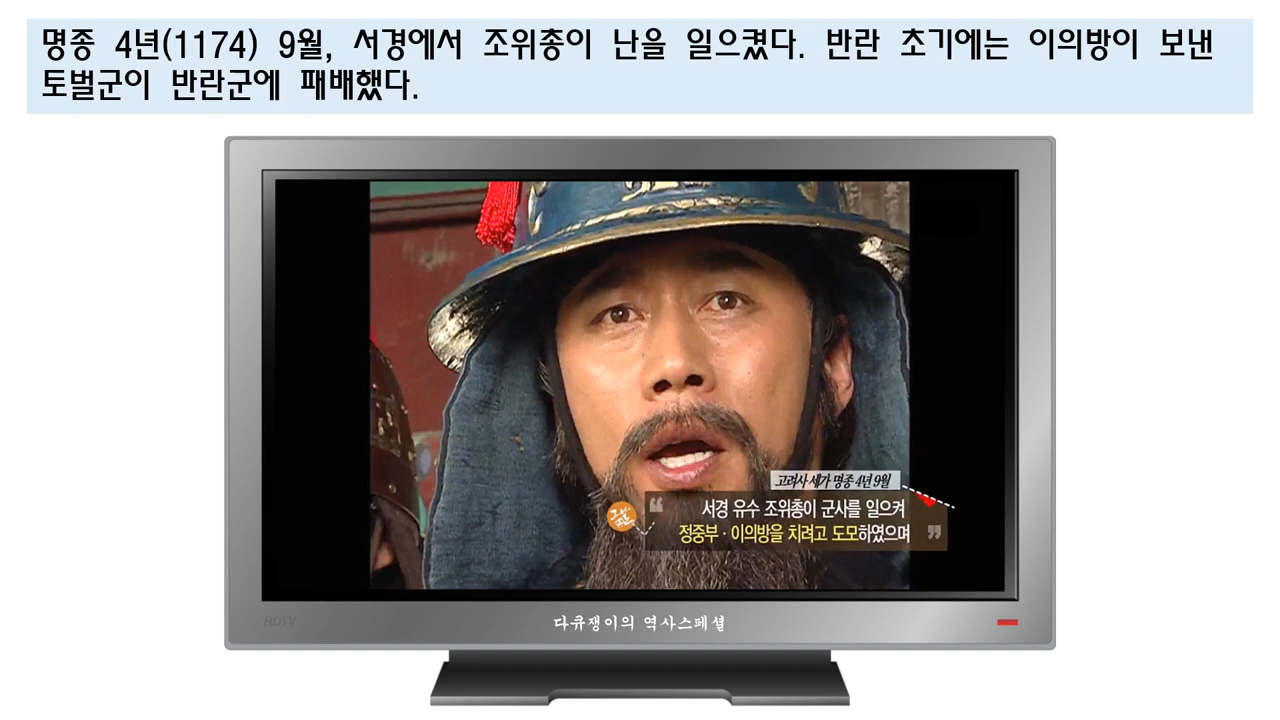 명종 4년(1174) 9월, 서경에서 조위총이 난을 일으켰다. 반란 초기에는 이의방이 보낸
토벌군이 반란군에 패배했다.
고려사 세가 명종 4년 9월
서경 유수 조위총이 군사를 일으켜
정중부·이의방을 치려고 도모하였으며
HDTV
다큐쟁이의 역사스페셜